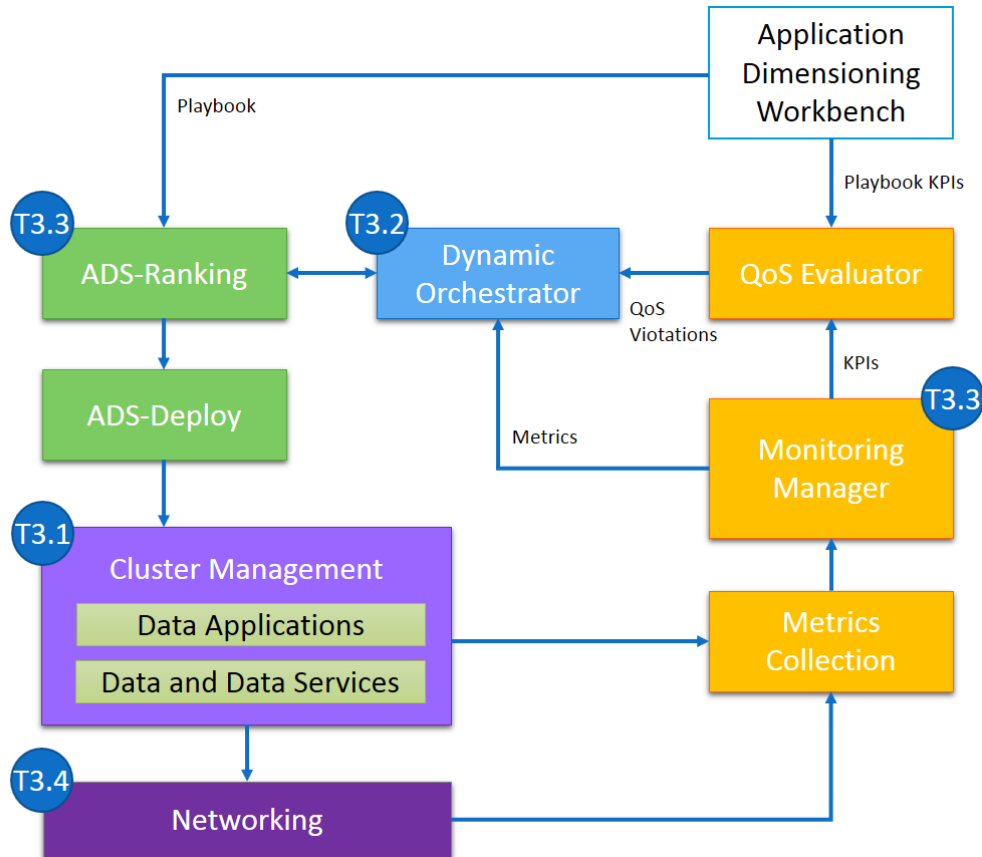 Application
Dimensioning
Workbench
Playbook
Playbook KPIs
T3.3
ADS-Ranking
T3.2
Dynamic
Orchestrator
QoS Evaluator
QoS
Viotations
KPIs
ADS-Deploy
T3.3
Monitoring
Manager
Metrics
T3.1
Cluster Management
Data Applications
Data and Data Services
Metrics
Collection
T3.4
Networking